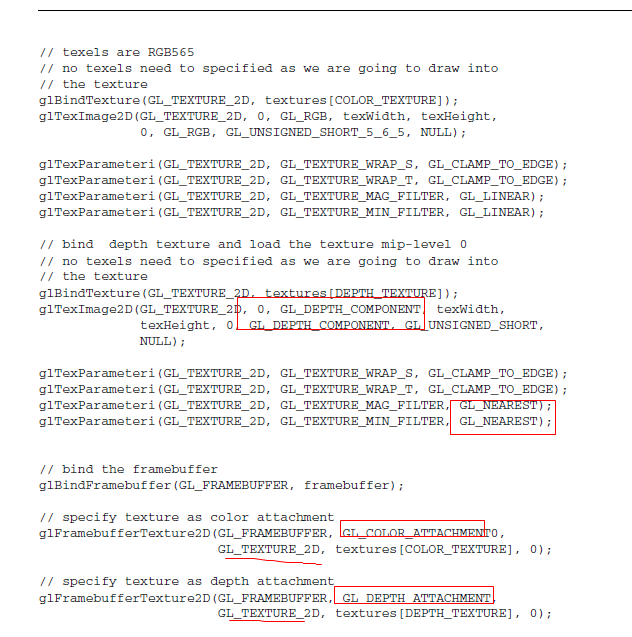 // texels are RGB565
// no texels need to specified as we are going to draw into
// the texture
glBindTexture(GL_TEXTURE_2D, textures[COLOR_TEXTURE]);
glTexImage2D(GL_TEXTURE_2D, 0, GL_RGB, texWidth, texHeight,
0, GL_RGB, GL_UNSIGNED_SHORT_5_6_5, NULL);
glTexParameteri(GL_TEXTURE_2D, GL_TEXTURE_WRAP_S, GL_CLAMP_TO_EDGE);
glTexParameteri(GL_TEXTURE_2D, GL_TEXTURE_WRAP_T, GL_CLAMP_TO_EDGE);
glTexParameteri(GL_TEXTURE_2D, GL_TEXTURE_MAG_FILTER, GL_LINEAR);
glTexParameteri(GL_TEXTURE_2D, GL_TEXTURE_MIN_FILTER, GL_LINEAR);
// bind  depth texture and load the texture mip-level 0
// no texels need to specified as we are going to draw into
// the texture
glBindTexture(GL_TEXTURE_2D, textures[DEPTH_TEXTURE]);
glTexImage2D(GL_TEXTURE_2D, 0, GL_DEPTH_COMPONENT, texWidth,
texHeight, 0, GL_DEPTH_COMPONENT, GL_UNSIGNED_SHORT,
NULL);
glTexParameteri(GL_TEXTURE_2D, GL_TEXTURE_WRAP_S, GL_CLAMP_TO_EDGE);
glTexParameteri(GL_TEXTURE_2D, GL_TEXTURE_WRAP_T, GL_CLAMP_TO_EDGE);
glTexParameteri(GL_TEXTURE_2D, GL_TEXTURE_MAG_FILTER, GL_NEAREST);
glTexParameteri(GL_TEXTURE_2D, GL_TEXTURE_MIN_FILTER, GL_NEAREST);
// bind the framebuffer
glBindFramebuffer(GL_FRAMEBUFFER, framebuffer);
// specify texture as color attachment
glFramebufferTexture2D(GL_FRAMEBUFFER, GL_COLOR_ATTACHMENT0,
GL_TEXTURE_2D, textures[COLOR_TEXTURE], 0);
// specify texture as depth attachment
glFramebufferTexture2D(GL_FRAMEBUFFER, GL_DEPTH_ATTACHMENT,
GL_TEXTURE_2D, textures[DEPTH_TEXTURE], 0);